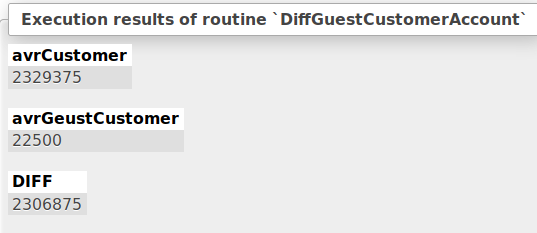 Execution results of routine `DiffGuestCustomerAccount`
avrCustomer
2329375
avrGeustCustomer
22500
DIFF
2306875